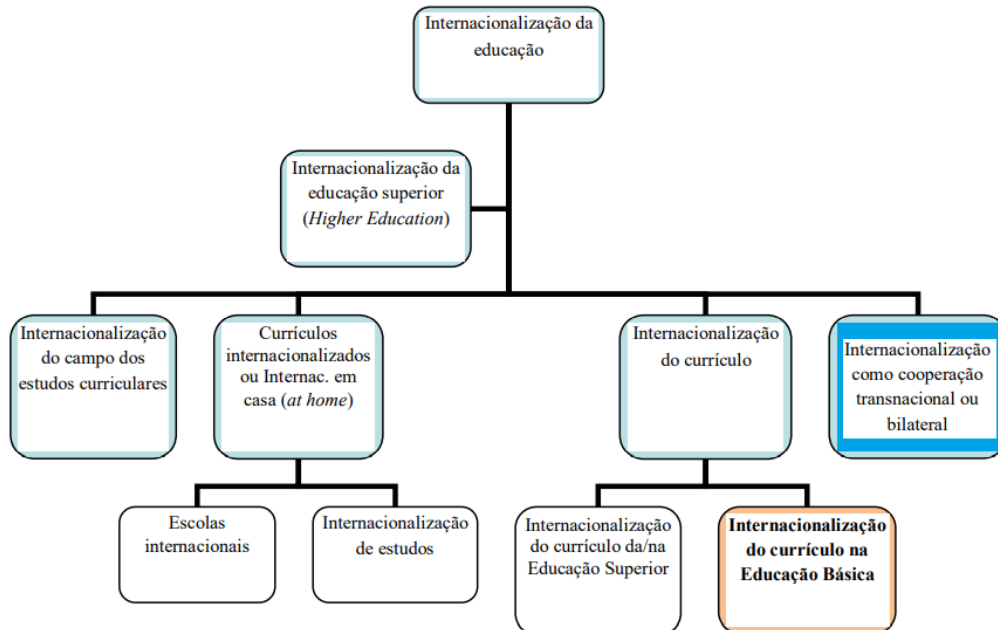 Internacionalização da
educação
Internacionalização da
educação superior
(Higher Education)
Internacionalização
do campo dos
estudos curriculares
Currículos
internacionalizados
ou Internac. em
casa (at home)
Internacionalização
do currículo
Internacionalização
como cooperação
transnacional ou
bilateral
Escolas
internacionais
Internacionalização
de estudos
Internacionalização
do currículo da/na
Educação Superior
Internacionalização
do currículo na
Educação Básica